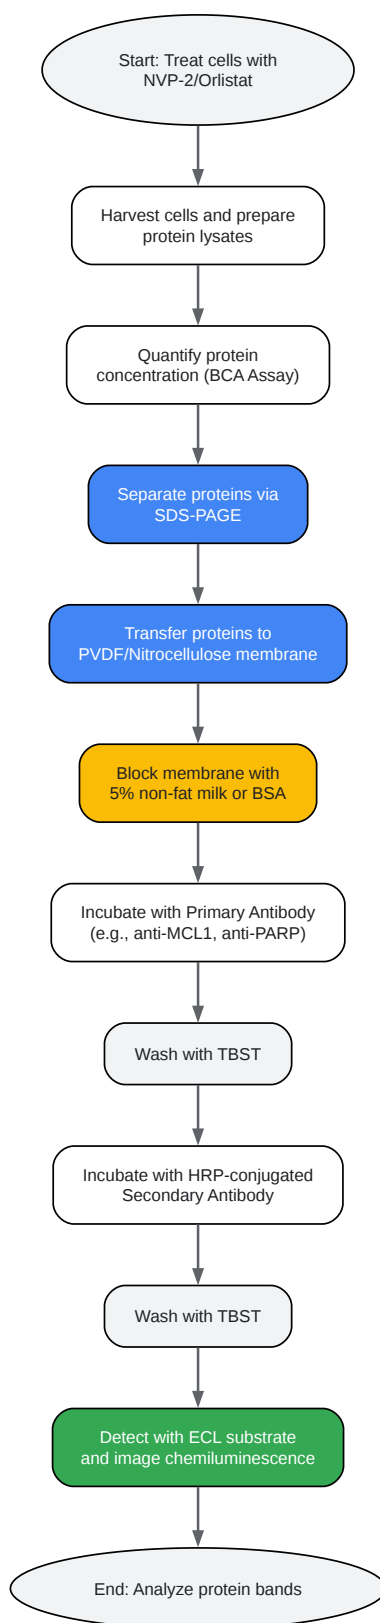 Start: Treat cells with
NVP-2/Orlistat
Harvest cells and prepare
protein lysates
Quantify protein
concentration (BCA Assay)
Separate proteins via
SDS-PAGE
Transfer proteins to
PVDF/Nitrocellulose membrane
Block membrane with
5% non-fat milk or BSA
Incubate with Primary Antibody
(e.g., anti-MCL1, anti-PARP)
Wash with TBST
Incubate with HRP-conjugated
Secondary Antibody
Wash with TBST
Detect with ECL substrate
and image chemiluminescence
End: Analyze protein bands